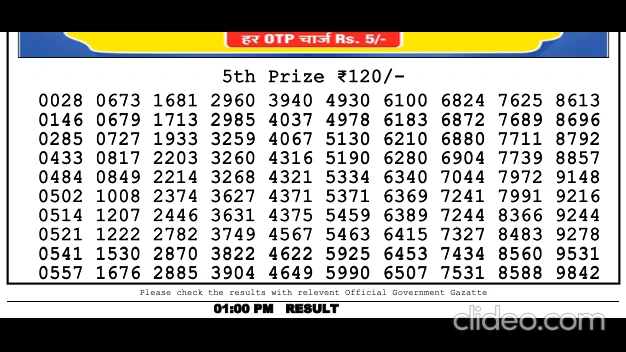 हर OTP चार्ज Rs. 5/-
5th Prize ₹120/-
0028 0673 1681 2960 3940 4930 6100 6824 7625 8613
0146 0679 1713 2985 4037 4978 6183 6872 7689 8696
0285 0727 1933 3259 4067 5130 6210 6880 7711 8792
0433 0817 2203 3260 4316 5190 6280 6904 7739 8857
0484 0849 2214 3268 4321 5334 6340 7044 7972 9148
0502 1008 2374 3627 4371 5371 6369 7241 7991 9216
0514 1207 2446 3631 4375 5459 6389 7244 8366 9244
0521 1222 2782 3749 4567 5463 6415 7327 8483 9278
0541 1530 2870 3822 4622 5925 6453 7434 8560 9531
0557 1676 2885 3904 4649 5990 6507 7531 8588 9842
Please check the results with relevent Official Government Gazatte
01:00 PM RESULT
clideo.com